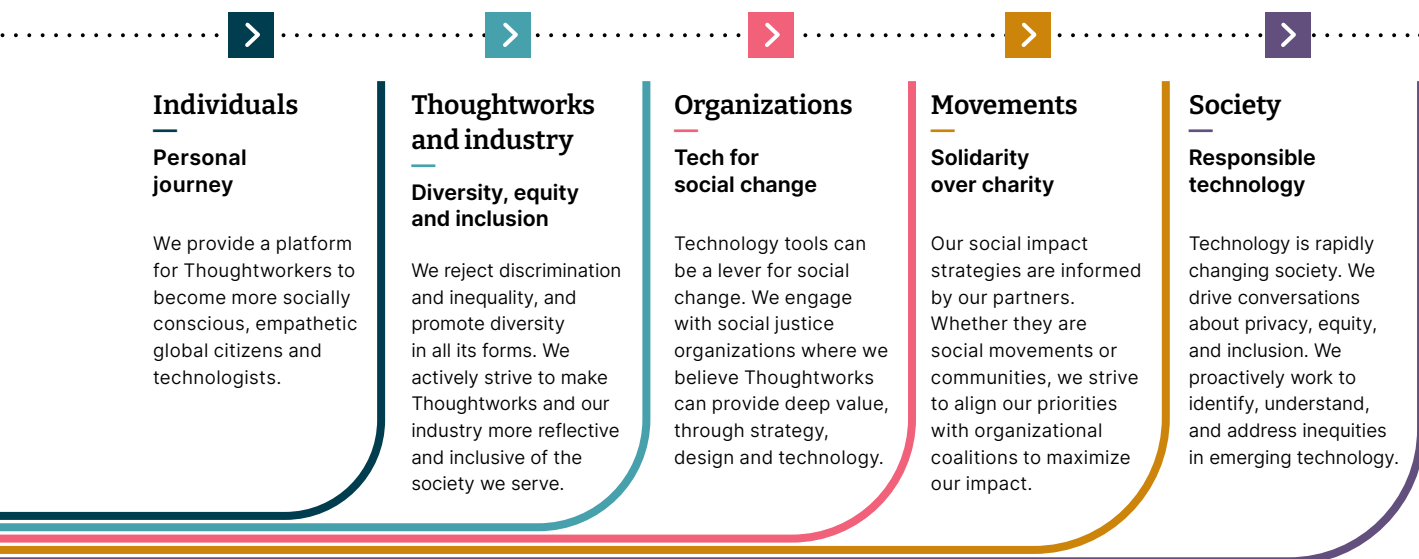 Individuals
Personal
journey
We provide a platform
for Thoughtworkers to
become more socially
conscious, empathetic
global citizens and
technologists.
Thoughtworks
and industry
Diversity, equity
and inclusion
We reject discrimination
and inequality, and
promote diversity
in all its forms. We
actively strive to make
Thoughtworks and our
industry more reflective
and inclusive of the
society we serve.
Organizations
Tech for
social change
Technology tools can
be a lever for social
change. We engage
with social justice
organizations where we
believe Thoughtworks
can provide deep value,
through strategy,
design and technology.
Movements
Solidarity
over charity
Our social impact
strategies are informed
by our partners.
Whether they are
social movements or
communities, we strive
to align our priorities
with organizational
coalitions to maximize
our impact.
Society
Responsible
technology
Technology is rapidly
changing society. We
drive conversations
about privacy, equity,
and inclusion. We
proactively work to
identify, understand,
and address inequities
in emerging technology.